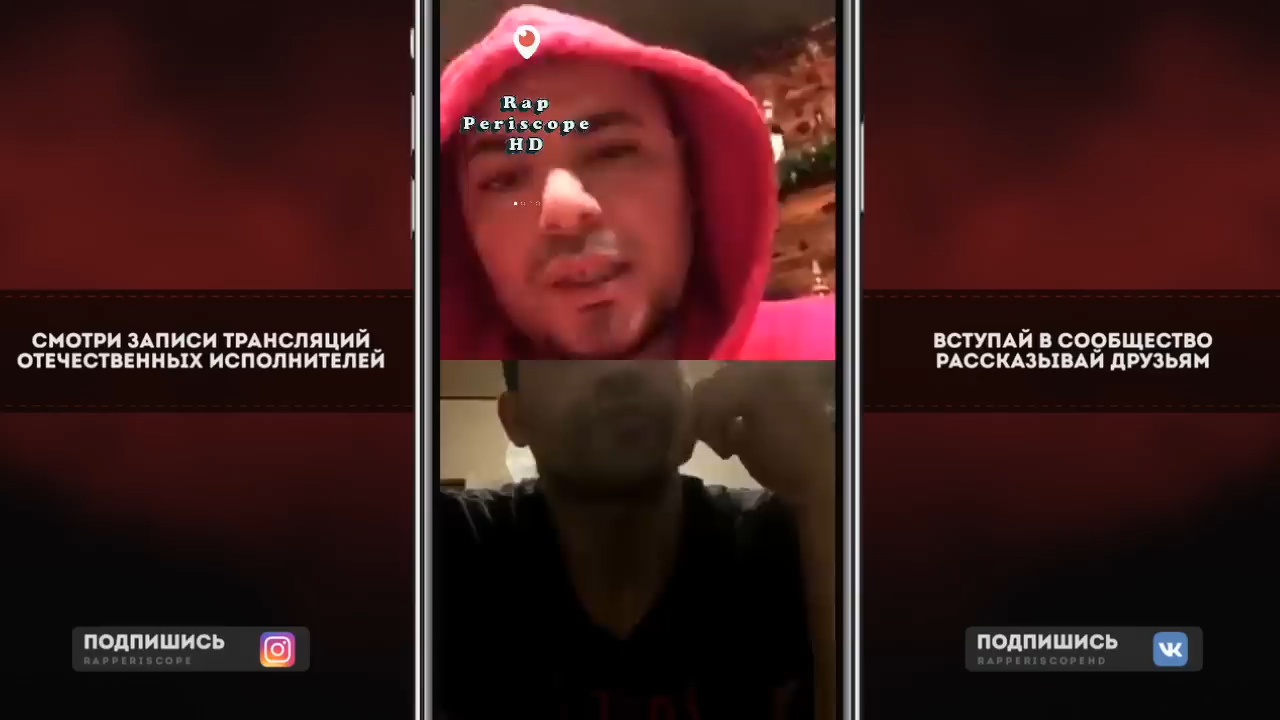 Rap
Periscope
HD
СМОТРИ ЗАПИСИ ТРАНСЛЯЦИЙ
ОТЕЧЕСТВЕННЫХ ИСПОЛНИТЕЛЕЙ
ВСТУПАЙ В СООБЩЕСТВО
РАССКАЗЫВАЙ ДРУЗЬЯМ
ПОДПИШИСЬ
RAPPERISCOPE
ПОДПИШИСЬ
RAPPERISCOPEHD